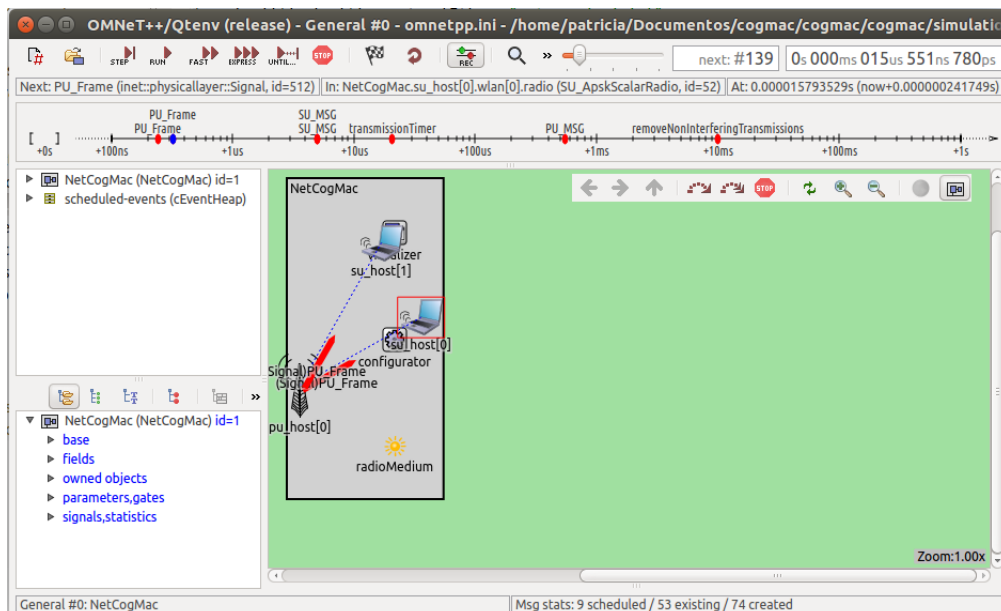 OMNeT++/Qtenv (release) - General #0 - omnetpp.ini - /home/patricia/Documentos/cogmac/cogmac/simulatio
STEP RUN FAST EXPRESS UNTIL... STOP REC » next: #139 0s 000ms 015us 551ns 780ps
Next: PU_Frame (inet::physicallayer::Signal, id=512) In: NetCogMac.su_host[0].wlan[0].radio (SU_ApskScalarRadio, id=52) At: 0.000015793529s (now+0.000000241749s)
PU_Frame SU_MSG
PU_Frame SU_MSG transmissionTimer PU_MSG removeNonInterferingTransmissions
+0s +100ns +1us +10us +100us +1ms +10ms +100ms +1s
NetCogMac (NetCogMac) id=1
scheduled-events (cEventHeap)
»
NetCogMac (NetCogMac) id=1
base
fields
owned objects
parameters,gates
signals,statistics
NetCogMac
STOP
alizer
su_host[1]
su_host[0]
configurator
Signal)PU_Frame
(Signal)PU_Frame
pu_host[0]
radioMedium
Zoom:1.00x
General #0: NetCogMac Msg stats: 9 scheduled / 53 existing / 74 created